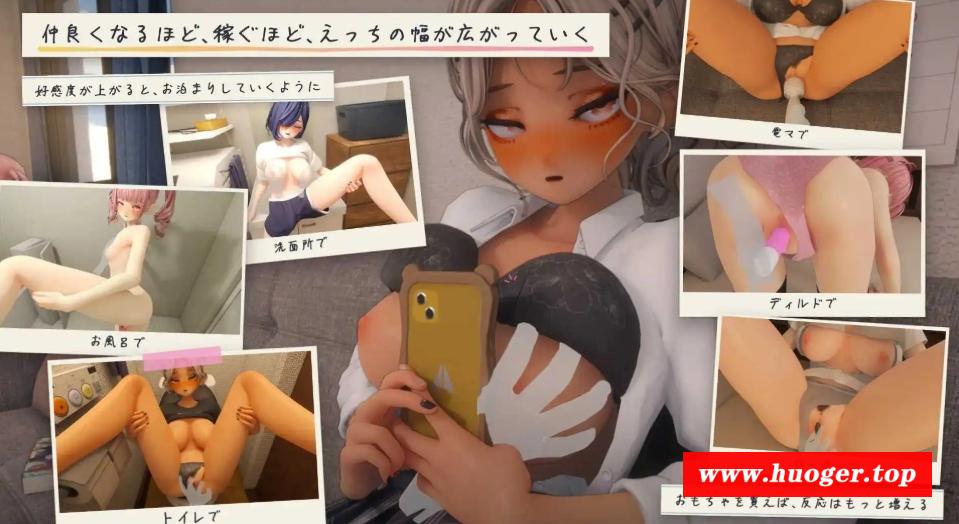 仲良くなるほど、稼ぐほど、えっちの幅が広がっていく
好感度が上がると、お泊まりしていくように
洗面所で
お風呂で
トイレで
電マで
ディルドで
おもちゃを買えば、反応はもっと増える
www.huoger.top